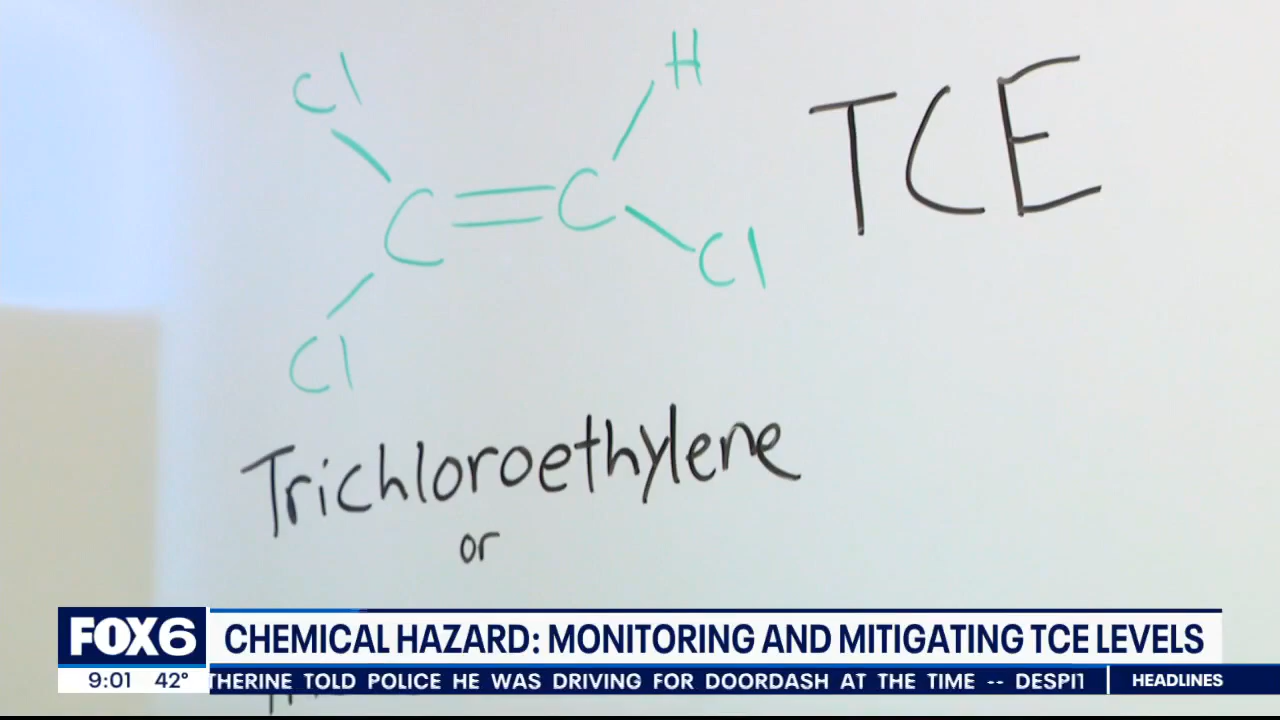 Cl
H
TCE
C
C
Cl
Cl
Trichloroethylene
or
FOX6
CHEMICAL HAZARD: MONITORING AND MITIGATING TCE LEVELS
9:01 42°
THERINE TOLD POLICE HE WAS DRIVING FOR DOORDASH AT THE TIME -- DESPIT
HEADLINES